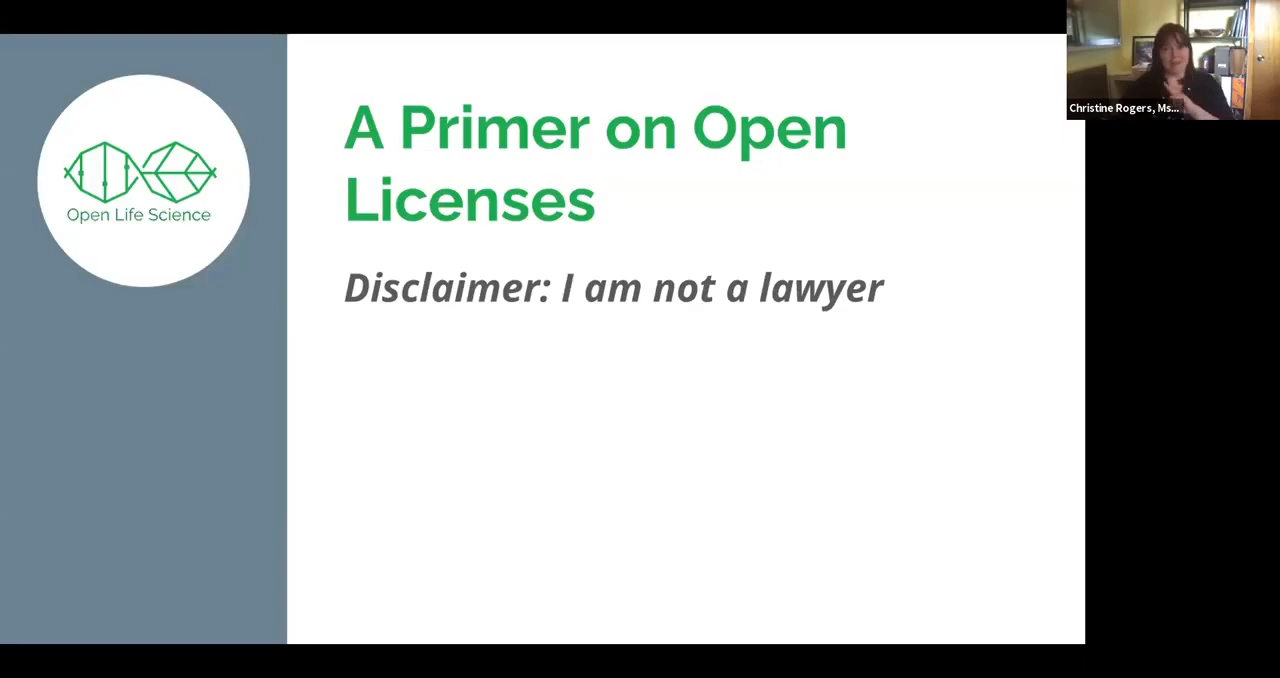 Open Life Science
A Primer on Open
Licenses
Disclaimer: I am not a lawyer
Christine Rogers, Ms...